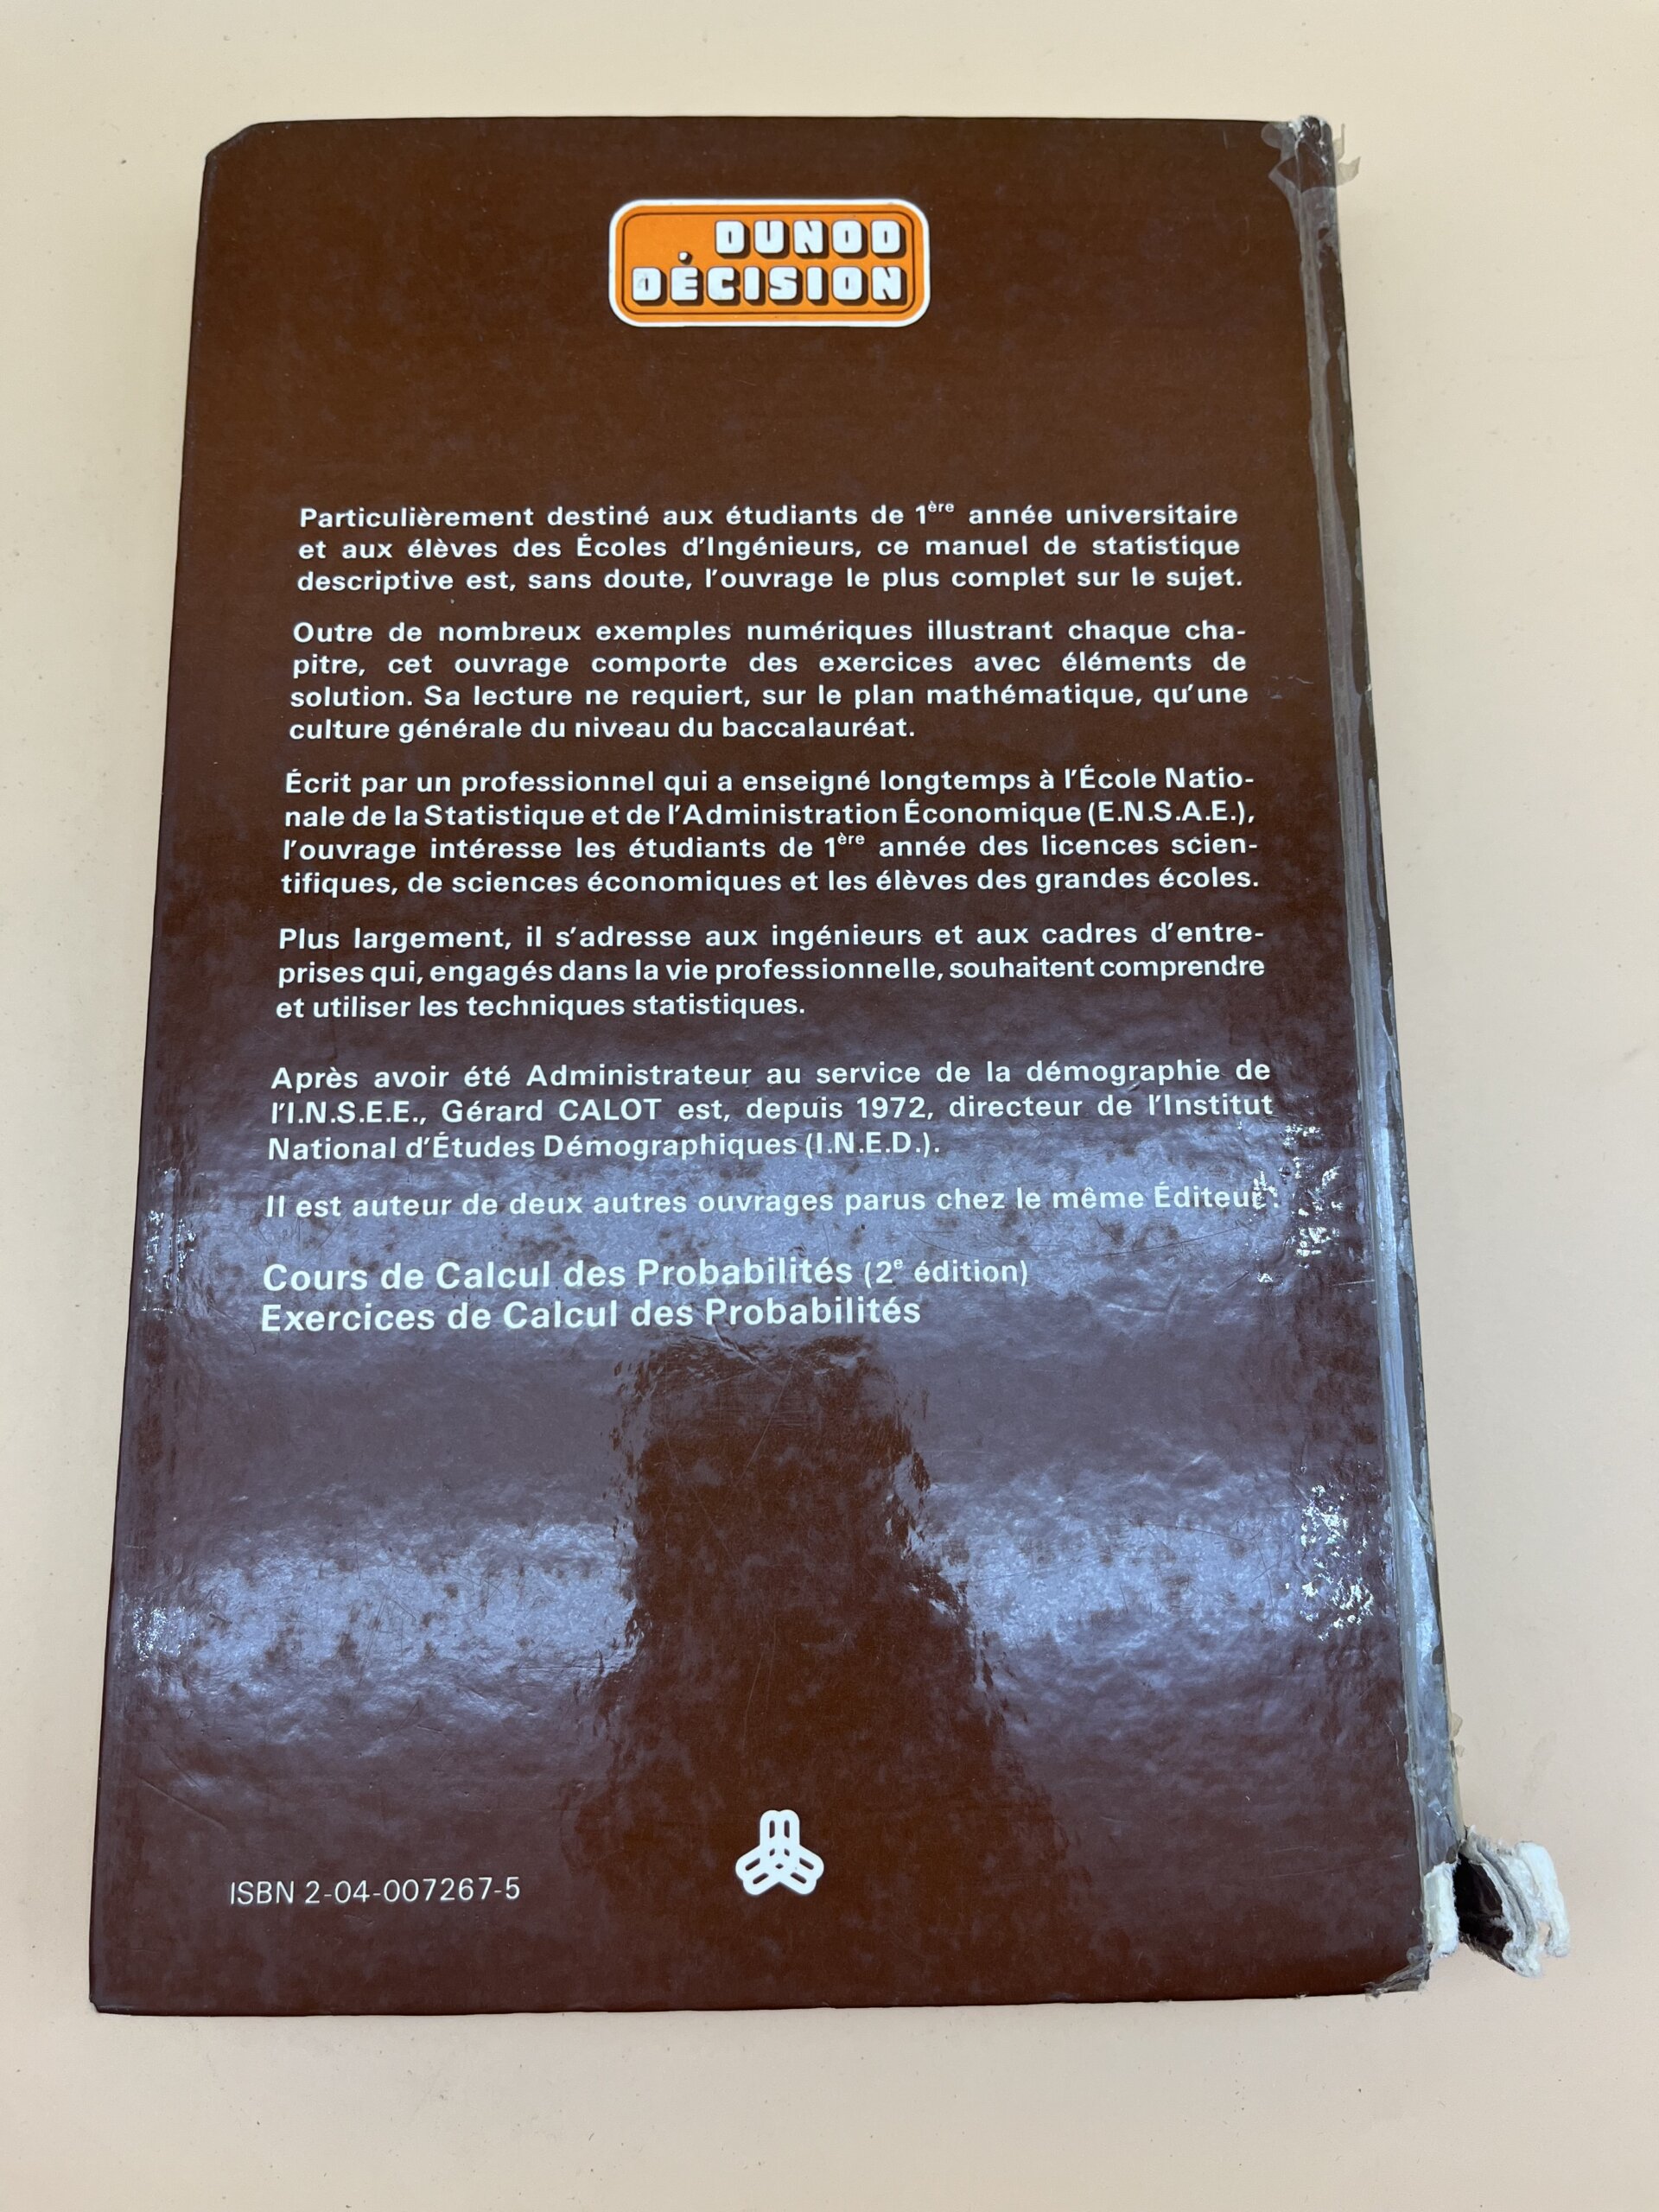 DUNOD
DÉCISION
Particulièrement destiné aux étudiants de 1ère année universitaire
et aux élèves des Écoles d'Ingénieurs, ce manuel de statistique
descriptive est, sans doute, l'ouvrage le plus complet sur le sujet.
Outre de nombreux exemples numériques illustrant chaque cha-
pitre, cet ouvrage comporte des exercices avec éléments de
solution. Sa lecture ne requiert, sur le plan mathématique, qu'une
culture générale du niveau du baccalauréat.
Écrit par un professionnel qui a enseigné longtemps à l'École Natio-
nale de la Statistique et de l'Administration Économique (E.N.S.A.E.),
l'ouvrage intéresse les étudiants de 1ère année des licences scien-
tifiques, de sciences économiques et les élèves des grandes écoles.
Plus largement, il s'adresse aux ingénieurs et aux cadres d'entre-
prises qui, engagés dans la vie professionnelle, souhaitent comprendre
et utiliser les techniques statistiques.
Après avoir été Administrateur au service de la démographie de
l'I.N.S.E.E., Gérard CALOT est, depuis 1972, directeur de l'Institut
National d'Études Démographiques (I.N.E.D.).
Il est auteur de deux autres ouvrages parus chez le même Éditeur :
Cours de Calcul des Probabilités (2e édition)
Exercices de Calcul des Probabilités
ISBN 2-04-007267-5